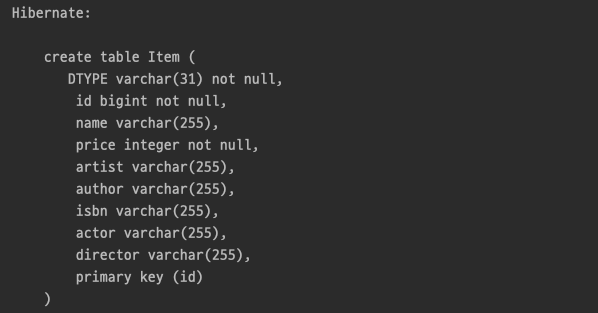 Hibernate:
create table Item (
DTYPE varchar(31) not null,
id bigint not null,
name varchar(255),
price integer not null,
artist varchar(255),
author varchar(255),
isbn varchar(255),
actor varchar(255),
director varchar(255),
primary key (id)
)